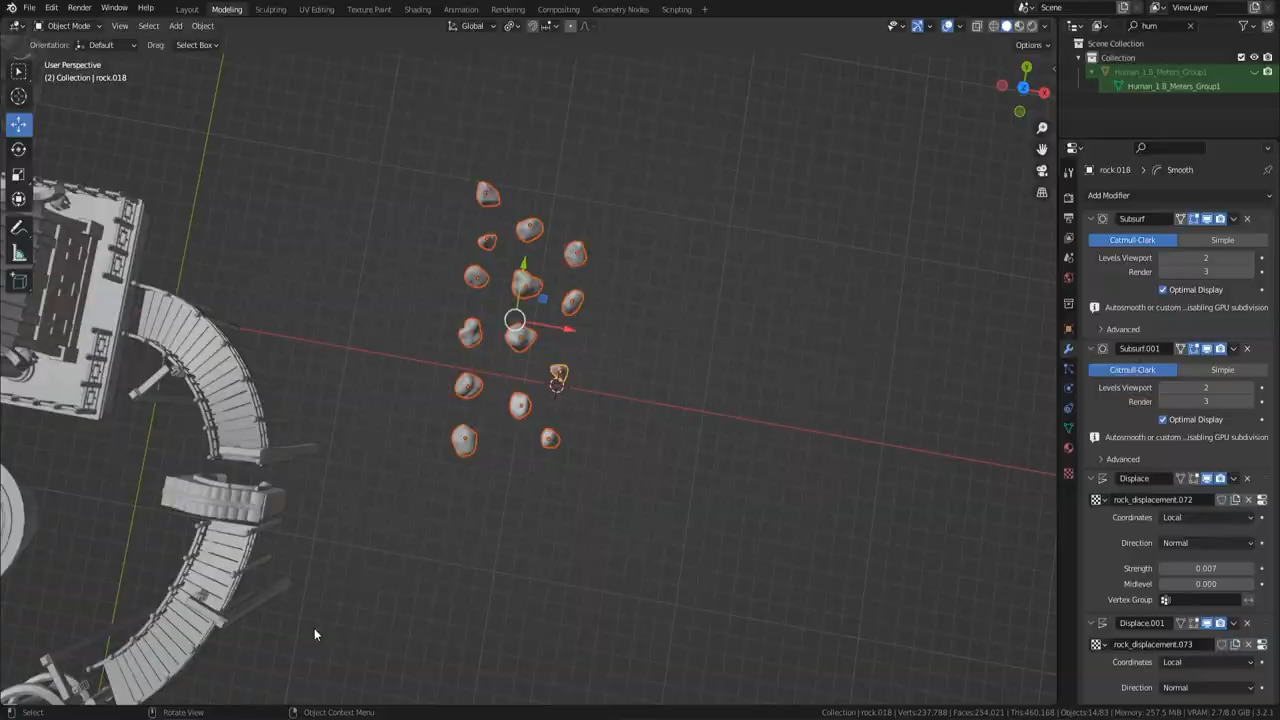 File Edit Render Window Help Layout Modeling Sculpting UV Editing Texture Paint Shading Animation Rendering Compositing Geometry Nodes Scripting + Scene ViewLayer
Object Mode View Select Add Object Global hum
Orientation: Default Drag: Select Box Options
Scene Collection
Collection
Human_1 B_Meters_Group1
Human_1 B_Meters_Group1
User Perspective
(2) Collection | rock.018
X
rock.018 > Smooth
Add Modifier
Subsurf
Catmull-Clark Simple
Levels Viewport 2
Render 3
Optimal Display
Autosmooth or custom ...isabling GPU subdivision
Advanced
Subsurf.001
Catmull-Clark Simple
Levels Viewport 2
Render 3
Optimal Display
Autosmooth or custom ...isabling GPU subdivision
Advanced
Displace
rock_displacement.072
Coordinates Local
Direction Normal
Strength 0.007
Midlevel 0.000
Vertex Group
Displace.001
rock_displacement.073
Coordinates Local
Direction Normal
Select Rotate View Object Context Menu Collection | rock.018 | Verts:237,788 | Faces:254,021 | Tris:460,168 | Objects:14/83 | Memory: 257.5 MiB | VRAM: 2.7/8.0 GiB | 3.2.1